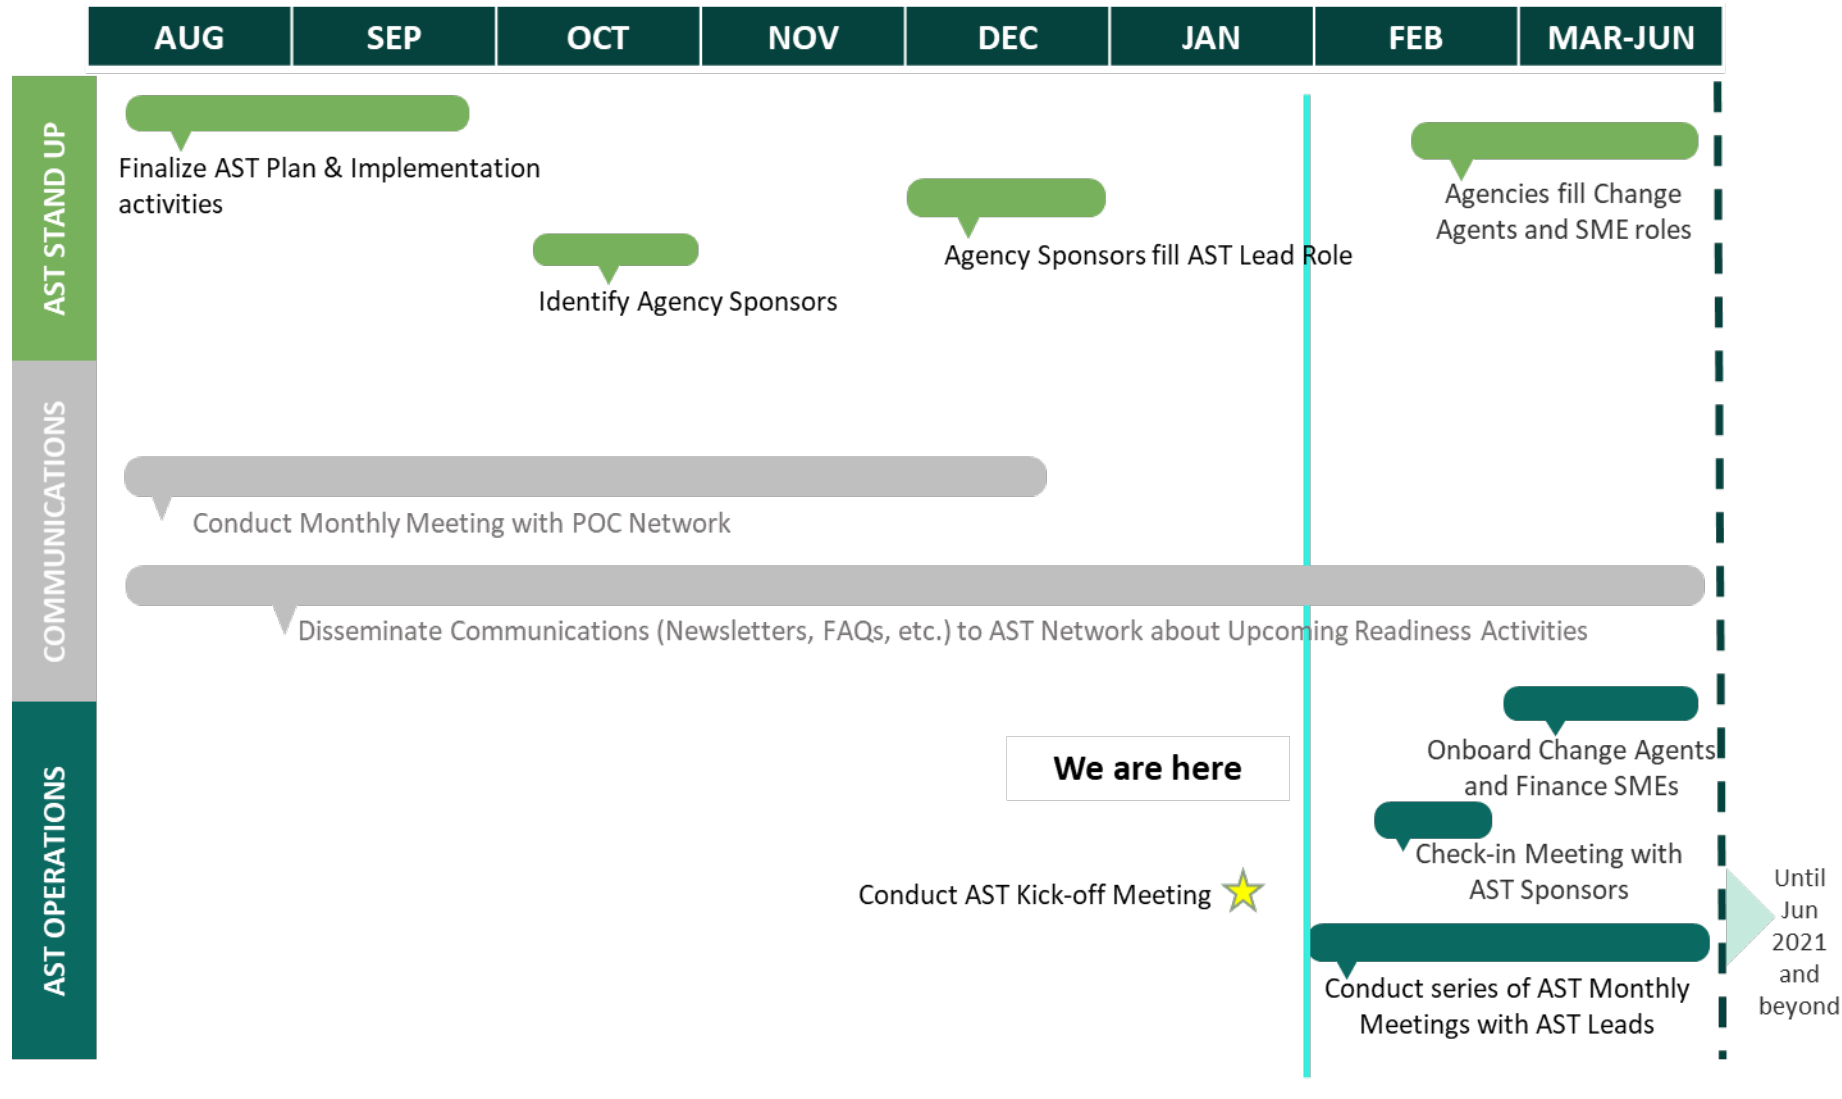 AUG SEP OCT NOV DEC JAN FEB MAR-JUN
AST STAND UP
Finalize AST Plan & Implementation
activities
Identify Agency Sponsors
Agency Sponsors fill AST Lead Role
Agencies fill Change
Agents and SME roles
COMMUNICATIONS
Conduct Monthly Meeting with POC Network
Disseminate Communications (Newsletters, FAQs, etc.) to AST Network about Upcoming Readiness Activities
AST OPERATIONS
Onboard Change Agents
and Finance SMEs
We are here
Check-in Meeting with
AST Sponsors
Conduct AST Kick-off Meeting
Conduct series of AST Monthly
Meetings with AST Leads
Until
Jun
2021
and
beyond